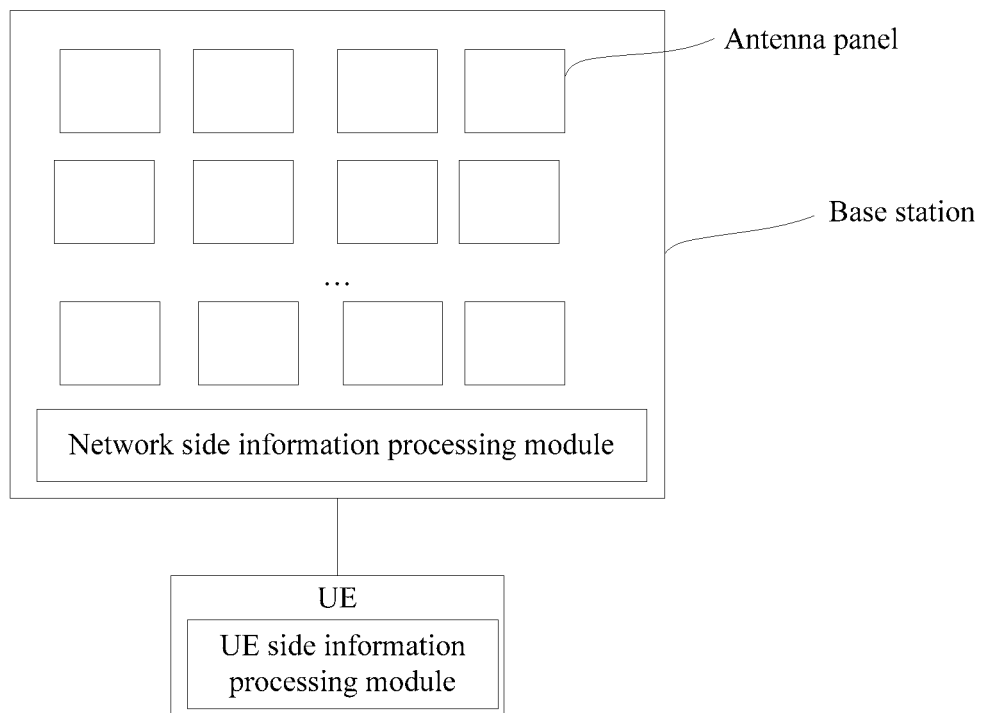 Antenna panel
Base station
...
Network side information processing module
UE
UE side information
processing module